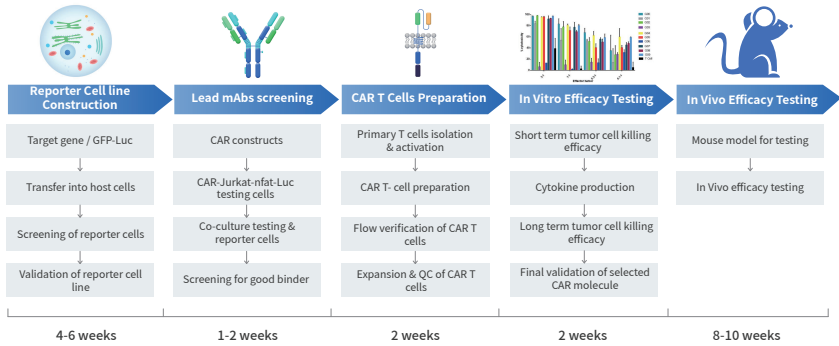 Reporter Cell line
Construction
Lead mAbs screening
CAR T Cells Preparation
In Vitro Efficacy Testing
In Vivo Efficacy Testing
Target gene / GFP-Luc
Transfer into host cells
Screening of reporter cells
Validation of reporter cell
line
CAR constructs
CAR-Jurkat-nfat-Luc
testing cells
Co-culture testing &
reporter cells
Screening for good binder
Primary T cells isolation
& activation
CAR T- cell preparation
Flow verification of CAR T
cells
Expansion & QC of CAR T
cells
Short term tumor cell killing
efficacy
Cytokine production
Long term tumor cell killing
efficacy
Final validation of selected
CAR molecule
Mouse model for testing
In Vivo efficacy testing
4-6 weeks
1-2 weeks
2 weeks
2 weeks
8-10 weeks